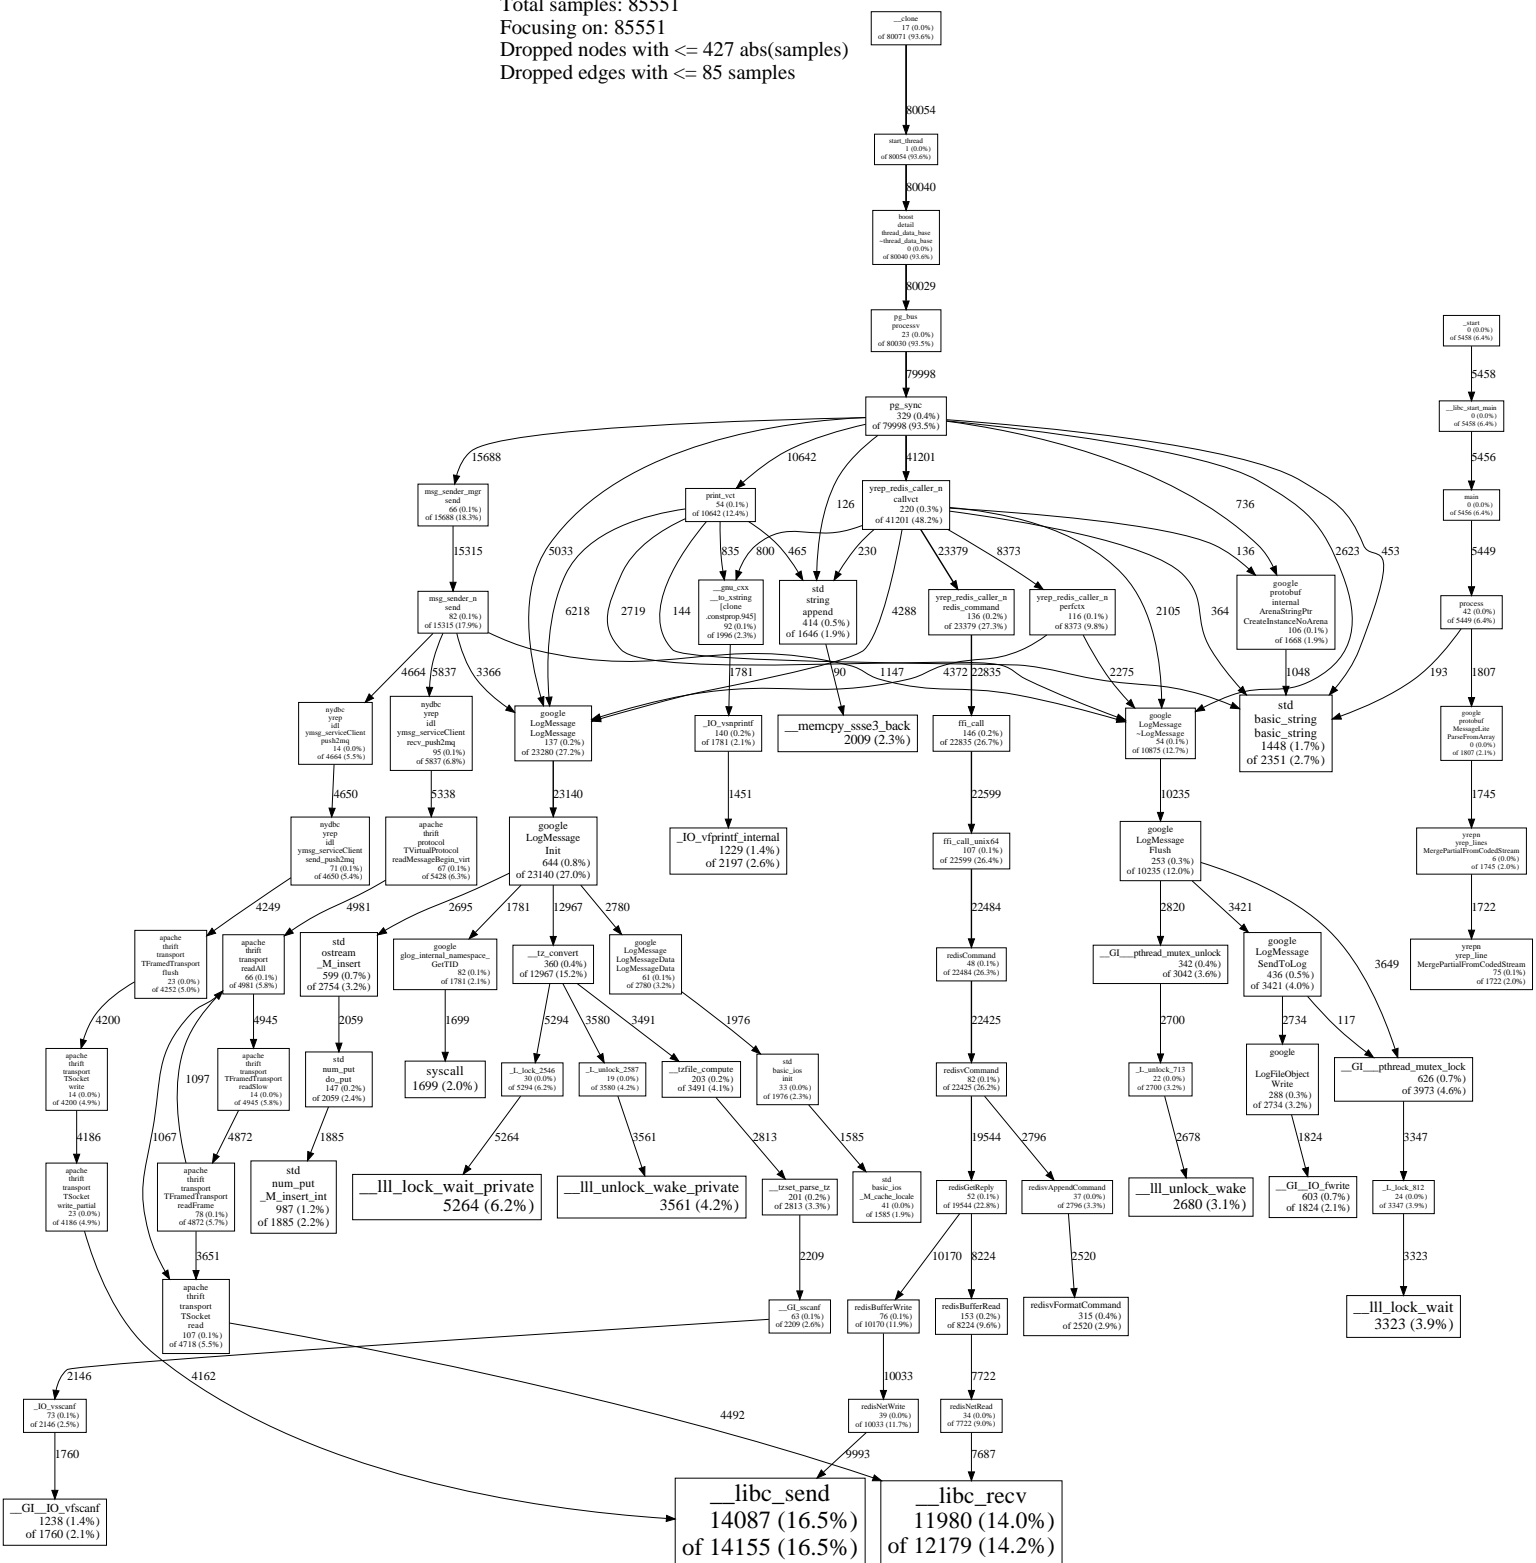 Total samples: 85551
Focusing on: 85551
Dropped nodes with <= 427 abs(samples)
Dropped edges with <= 85 samples
__clone
17 (0.0%)
of 80071 (93.6%)
80054
start_thread
1 (0.0%)
of 80054 (93.6%)
80040
boost
detail
thread_data_base
~thread_data_base
0 (0.0%)
of 80040 (93.6%)
80029
pg_bus
processv
23 (0.0%)
of 80030 (93.5%)
79998
_start
0 (0.0%)
of 5458 (6.4%)
5458
__libc_start_main
0 (0.0%)
of 5458 (6.4%)
5456
main
0 (0.0%)
of 5456 (6.4%)
5449
process
42 (0.0%)
of 5449 (6.4%)
193
1807
pg_sync
329 (0.4%)
of 79998 (93.5%)
15688
5033
10642
126
41201
736
2623
453
msg_sender_mgr
send
66 (0.1%)
of 15688 (18.3%)
15315
print_vct
54 (0.1%)
of 10642 (12.4%)
6218
2719
144
835
465
yrep_redis_caller_n
callvct
220 (0.3%)
of 41201 (48.2%)
800
230
4288
23379
8373
2105
364
136
msg_sender_n
send
82 (0.1%)
of 15315 (17.9%)
4664
5837
3366
1147
__gnu_cxx
__to_xstring
[clone
.constprop.945]
92 (0.1%)
of 1996 (2.3%)
1781
std
string
append
414 (0.5%)
of 1646 (1.9%)
90
yrep_redis_caller_n
redis_command
136 (0.2%)
of 23379 (27.3%)
22835
yrep_redis_caller_n
perfctx
116 (0.1%)
of 8373 (9.8%)
4372
2275
google
protobuf
internal
ArenaStringPtr
CreateInstanceNoArena
106 (0.1%)
of 1668 (1.9%)
1048
nydbc
yrep
idl
ymsg_serviceClient
push2mq
14 (0.0%)
of 4664 (5.5%)
4650
nydbc
yrep
idl
ymsg_serviceClient
recv_push2mq
95 (0.1%)
of 5837 (6.8%)
5338
google
LogMessage
LogMessage
137 (0.2%)
of 23280 (27.2%)
23140
_IO_vsnprintf
140 (0.2%)
of 1781 (2.1%)
1451
__memcpy_ssse3_back
2009 (2.3%)
ffi_call
146 (0.2%)
of 22835 (26.7%)
22599
google
LogMessage
~LogMessage
54 (0.1%)
of 10875 (12.7%)
10235
std
basic_string
basic_string
1448 (1.7%)
of 2351 (2.7%)
google
protobuf
MessageLite
ParseFromArray
0 (0.0%)
of 1807 (2.1%)
1745
nydbc
yrep
idl
ymsg_serviceClient
send_push2mq
71 (0.1%)
of 4650 (5.4%)
4249
apache
thrift
protocol
TVirtualProtocol
readMessageBegin_virt
67 (0.1%)
of 5428 (6.3%)
4981
google
LogMessage
Init
644 (0.8%)
of 23140 (27.0%)
2695
1781
12967
2780
_IO_vfprintf_internal
1229 (1.4%)
of 2197 (2.6%)
ffi_call_unix64
107 (0.1%)
of 22599 (26.4%)
22484
google
LogMessage
Flush
253 (0.3%)
of 10235 (12.0%)
2820
3421
3649
yrepn
yrep_lines
MergePartialFromCodedStream
6 (0.0%)
of 1745 (2.0%)
1722
apache
thrift
transport
TFramedTransport
flush
23 (0.0%)
of 4252 (5.0%)
4200
apache
thrift
transport
readAll
66 (0.1%)
of 4981 (5.8%)
4945
1067
std
ostream
_M_insert
599 (0.7%)
of 2754 (3.2%)
2059
google
glog_internal_namespace_
GetTID
82 (0.1%)
of 1781 (2.1%)
1699
__tz_convert
360 (0.4%)
of 12967 (15.2%)
5294
3580
3491
google
LogMessage
LogMessageData
LogMessageData
61 (0.1%)
of 2780 (3.2%)
1976
redisCommand
48 (0.1%)
of 22484 (26.3%)
22425
__GI___pthread_mutex_unlock
342 (0.4%)
of 3042 (3.6%)
2700
google
LogMessage
SendToLog
436 (0.5%)
of 3421 (4.0%)
2734
117
yrepn
yrep_line
MergePartialFromCodedStream
75 (0.1%)
of 1722 (2.0%)
apache
thrift
transport
TSocket
write
14 (0.0%)
of 4200 (4.9%)
4186
1097
apache
thrift
transport
TFramedTransport
readSlow
14 (0.0%)
of 4945 (5.8%)
4872
std
num_put
do_put
147 (0.2%)
of 2059 (2.4%)
1885
syscall
1699 (2.0%)
_L_lock_2546
30 (0.0%)
of 5294 (6.2%)
5264
_L_unlock_2587
19 (0.0%)
of 3580 (4.2%)
3561
__tzfile_compute
203 (0.2%)
of 3491 (4.1%)
2813
std
basic_ios
init
33 (0.0%)
of 1976 (2.3%)
1585
redisvCommand
82 (0.1%)
of 22425 (26.2%)
19544
2796
_L_unlock_713
22 (0.0%)
of 2700 (3.2%)
2678
google
LogFileObject
Write
288 (0.3%)
of 2734 (3.2%)
1824
__GI___pthread_mutex_lock
626 (0.7%)
of 3973 (4.6%)
3347
apache
thrift
transport
TSocket
write_partial
23 (0.0%)
of 4186 (4.9%)
apache
thrift
transport
TFramedTransport
readFrame
78 (0.1%)
of 4872 (5.7%)
3651
std
num_put
_M_insert_int
987 (1.2%)
of 1885 (2.2%)
__lll_lock_wait_private
5264 (6.2%)
__lll_unlock_wake_private
3561 (4.2%)
__tzset_parse_tz
201 (0.2%)
of 2813 (3.3%)
2209
std
basic_ios
_M_cache_locale
41 (0.0%)
of 1585 (1.9%)
redisGetReply
52 (0.1%)
of 19544 (22.8%)
10170
8224
redisvAppendCommand
37 (0.0%)
of 2796 (3.3%)
2520
__lll_unlock_wake
2680 (3.1%)
__GI__IO_fwrite
603 (0.7%)
of 1824 (2.1%)
_L_lock_812
24 (0.0%)
of 3347 (3.9%)
3323
apache
thrift
transport
TSocket
read
107 (0.1%)
of 4718 (5.5%)
__GI_sscanf
63 (0.1%)
of 2209 (2.6%)
redisBufferWrite
76 (0.1%)
of 10170 (11.9%)
10033
redisBufferRead
153 (0.2%)
of 8224 (9.6%)
7722
redisvFormatCommand
315 (0.4%)
of 2520 (2.9%)
__lll_lock_wait
3323 (3.9%)
2146
4162
4492
_IO_vsscanf
73 (0.1%)
of 2146 (2.5%)
1760
redisNetWrite
39 (0.0%)
of 10033 (11.7%)
9993
redisNetRead
34 (0.0%)
of 7722 (9.0%)
7687
__GI__IO_vfscanf
1238 (1.4%)
of 1760 (2.1%)
__libc_send
14087 (16.5%)
of 14155 (16.5%)
__libc_recv
11980 (14.0%)
of 12179 (14.2%)